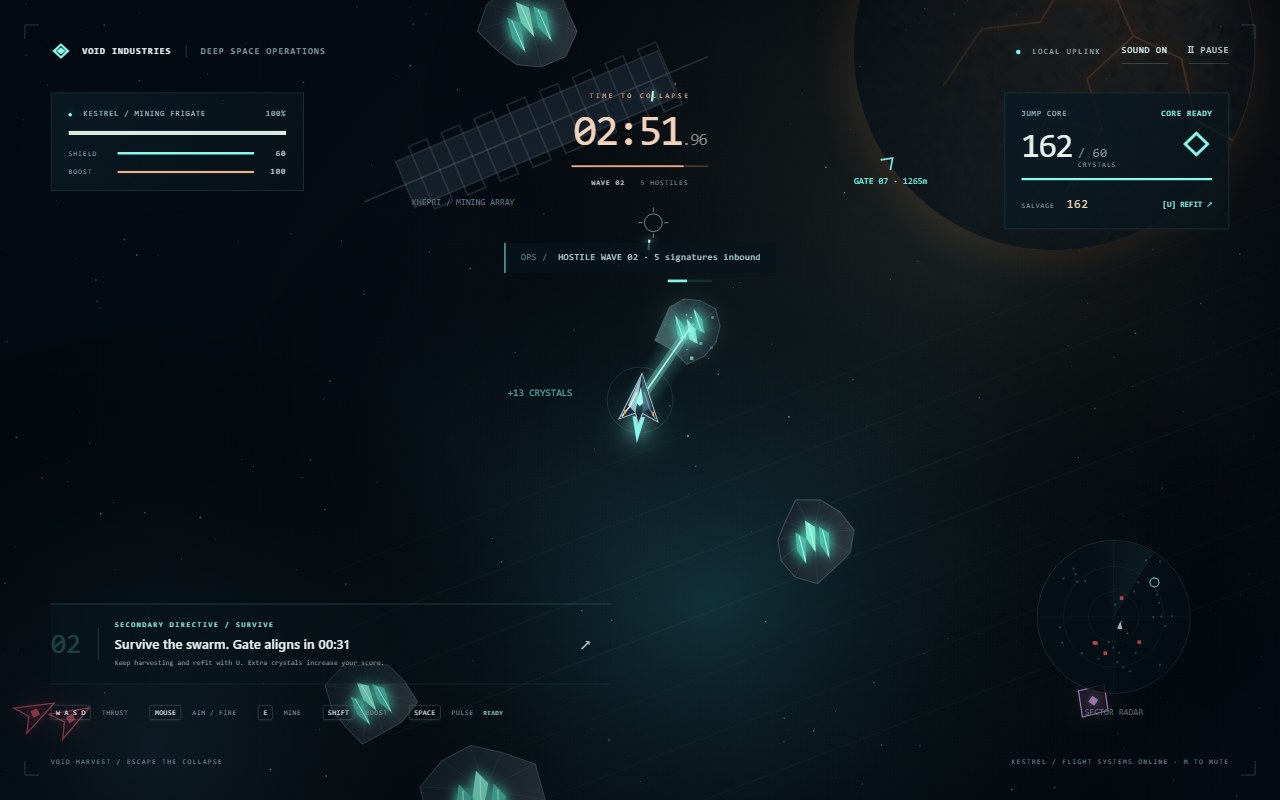 VOID INDUSTRIES DEEP SPACE OPERATIONS
LOCAL UPLINK SOUND ON II PAUSE
KESTREL / MINING FRIGATE 100%
SHIELD 60
BOOST 100
TIME TO COLLAPSE
02:51.96
WAVE 02 5 HOSTILES
JUMP CORE CORE READY
162 / 60
CRYSTALS
SALVAGE 162 [U] REFIT ↗
GATE 07 · 1265m
KHEPRI / MINING ARRAY
OPS / HOSTILE WAVE 02 · 5 signatures inbound
+13 CRYSTALS
02
SECONDARY DIRECTIVE / SURVIVE
Survive the swarm. Gate aligns in 00:31 ↗
Keep harvesting and refit with U. Extra crystals increase your score.
W A S D THRUST MOUSE AIM / FIRE E MINE SHIFT BOOST SPACE PULSE READY
SECTOR RADAR
VOID HARVEST / ESCAPE THE COLLAPSE
KESTREL / FLIGHT SYSTEMS ONLINE · M TO MUTE